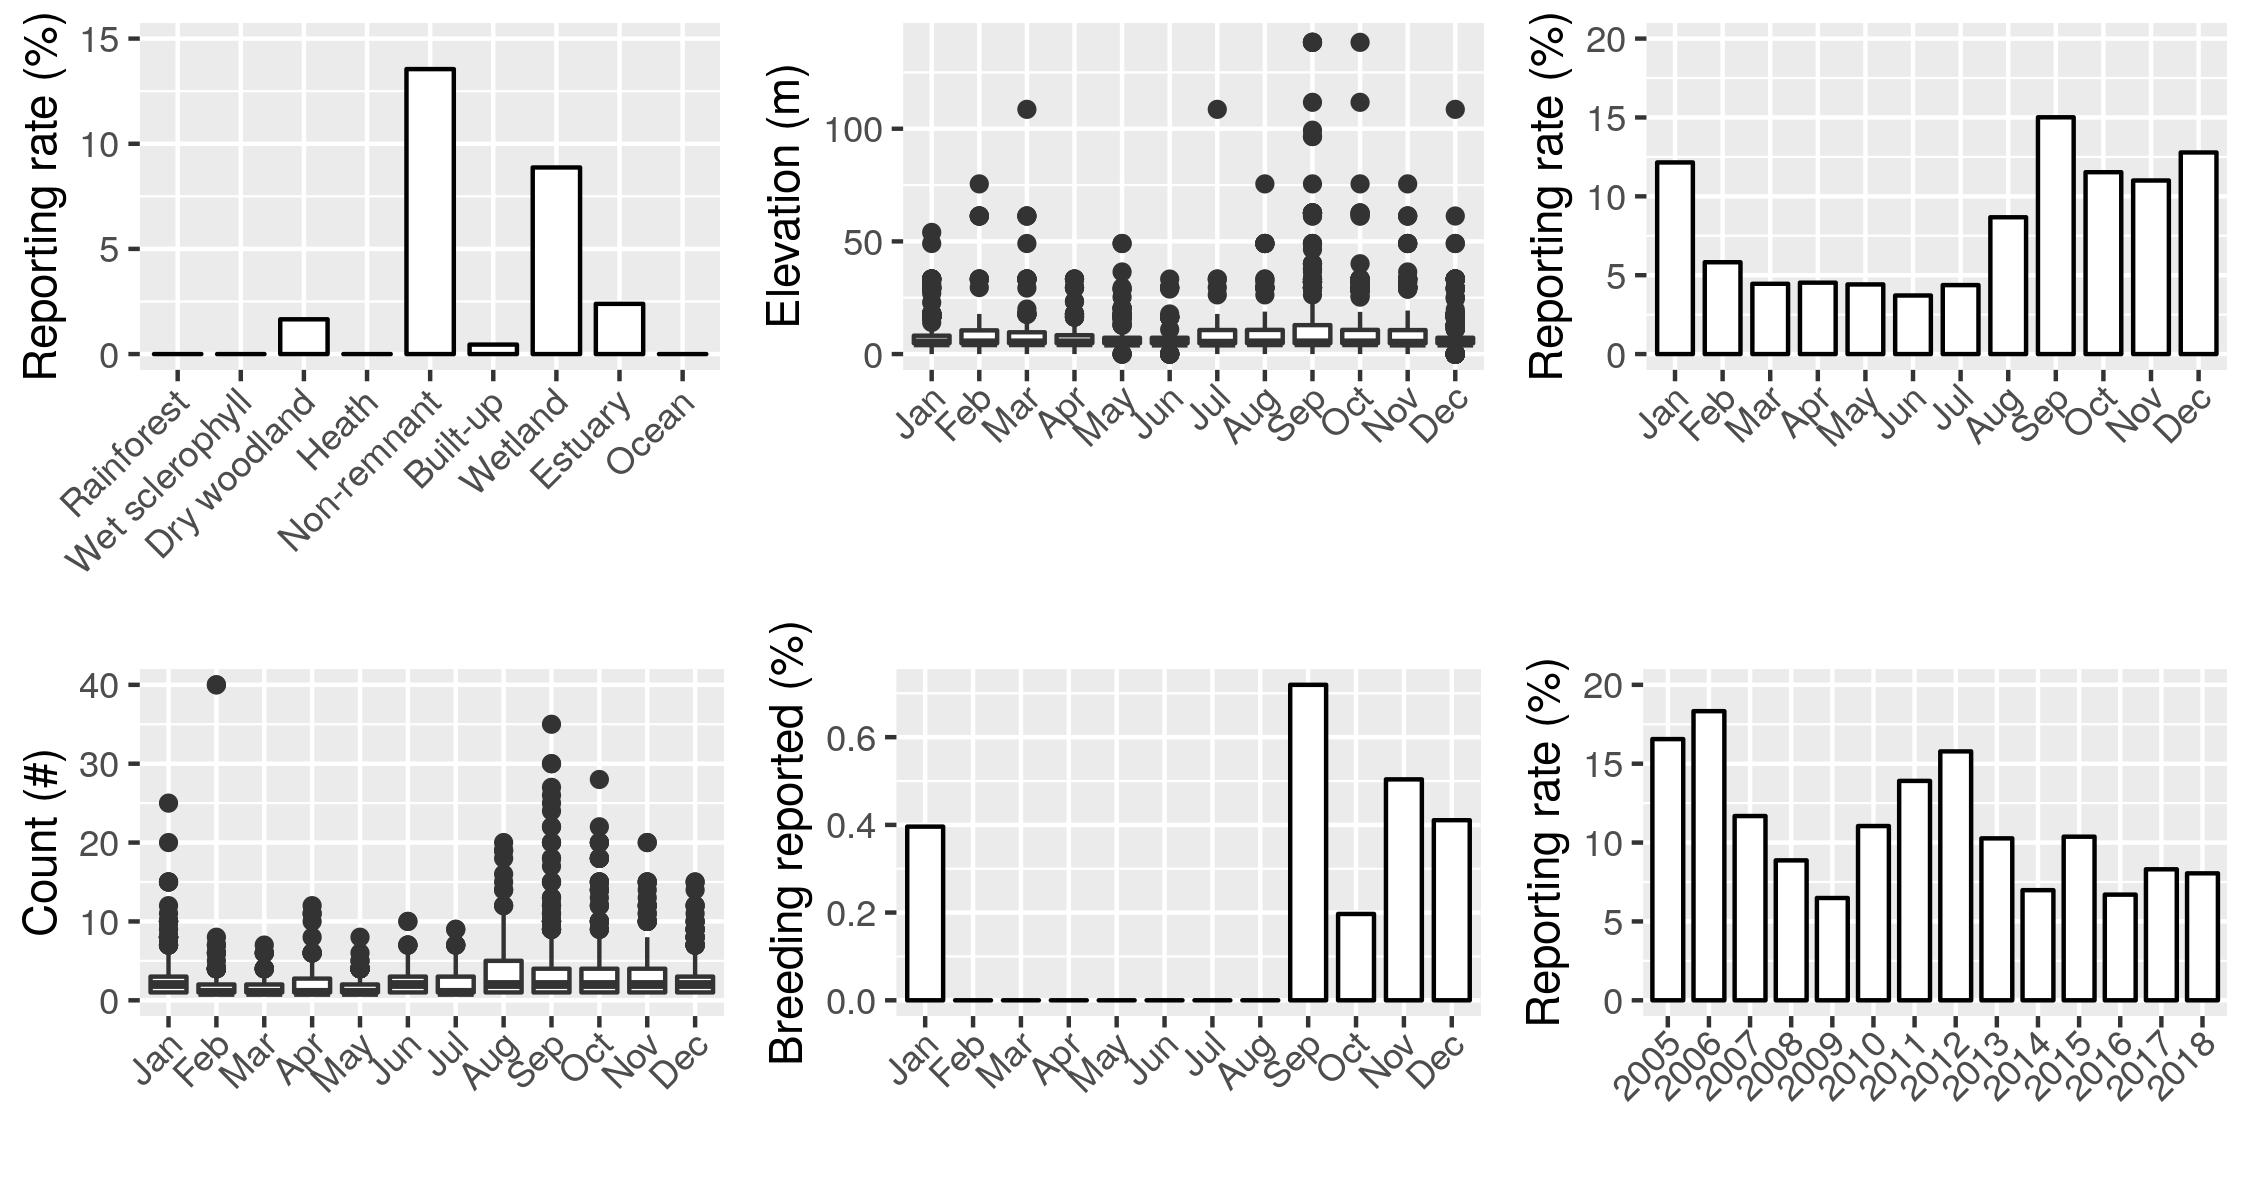 Reporting rate (%)
15
10
5
0
Rainforest
Wet sclerophyll
Dry woodland
Heath
Non-remnant
Built-up
Wetland
Estuary
Ocean
Elevation (m)
100
50
0
Jan
Feb
Mar
Apr
May
Jun
Jul
Aug
Sep
Oct
Nov
Dec
Reporting rate (%)
20
15
10
5
0
Jan
Feb
Mar
Apr
May
Jun
Jul
Aug
Sep
Oct
Nov
Dec
Count (#)
40
30
20
10
0
Jan
Feb
Mar
Apr
May
Jun
Jul
Aug
Sep
Oct
Nov
Dec
Breeding reported (%)
0.6
0.4
0.2
0.0
Jan
Feb
Mar
Apr
May
Jun
Jul
Aug
Sep
Oct
Nov
Dec
Reporting rate (%)
20
15
10
5
0
2005
2006
2007
2008
2009
2010
2011
2012
2013
2014
2015
2016
2017
2018